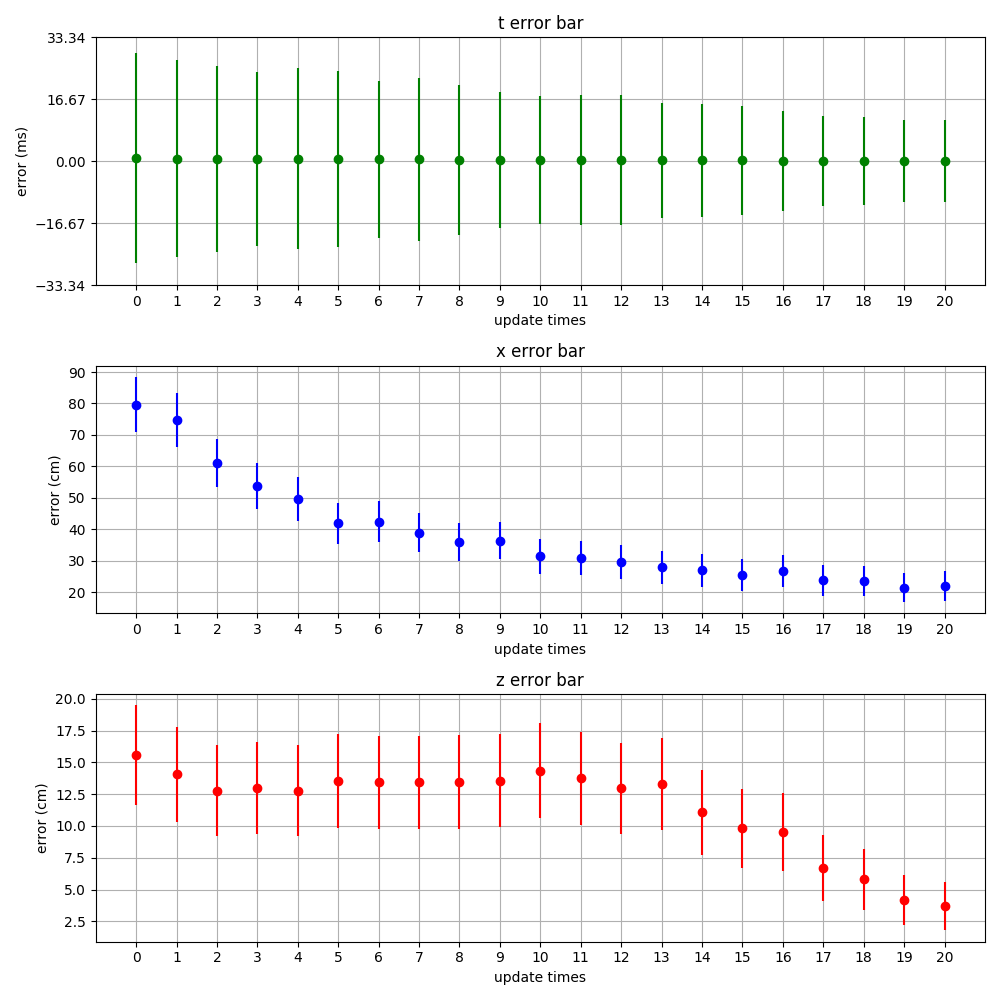 t error bar
33.34
16.67
0.00
−16.67
−33.34
error (ms)
0 1 2 3 4 5 6 7 8 9 10 11 12 13 14 15 16 17 18 19 20
update times
x error bar
90
80
70
60
50
40
30
20
error (cm)
0 1 2 3 4 5 6 7 8 9 10 11 12 13 14 15 16 17 18 19 20
update times
z error bar
20.0
17.5
15.0
12.5
10.0
7.5
5.0
2.5
error (cm)
0 1 2 3 4 5 6 7 8 9 10 11 12 13 14 15 16 17 18 19 20
update times